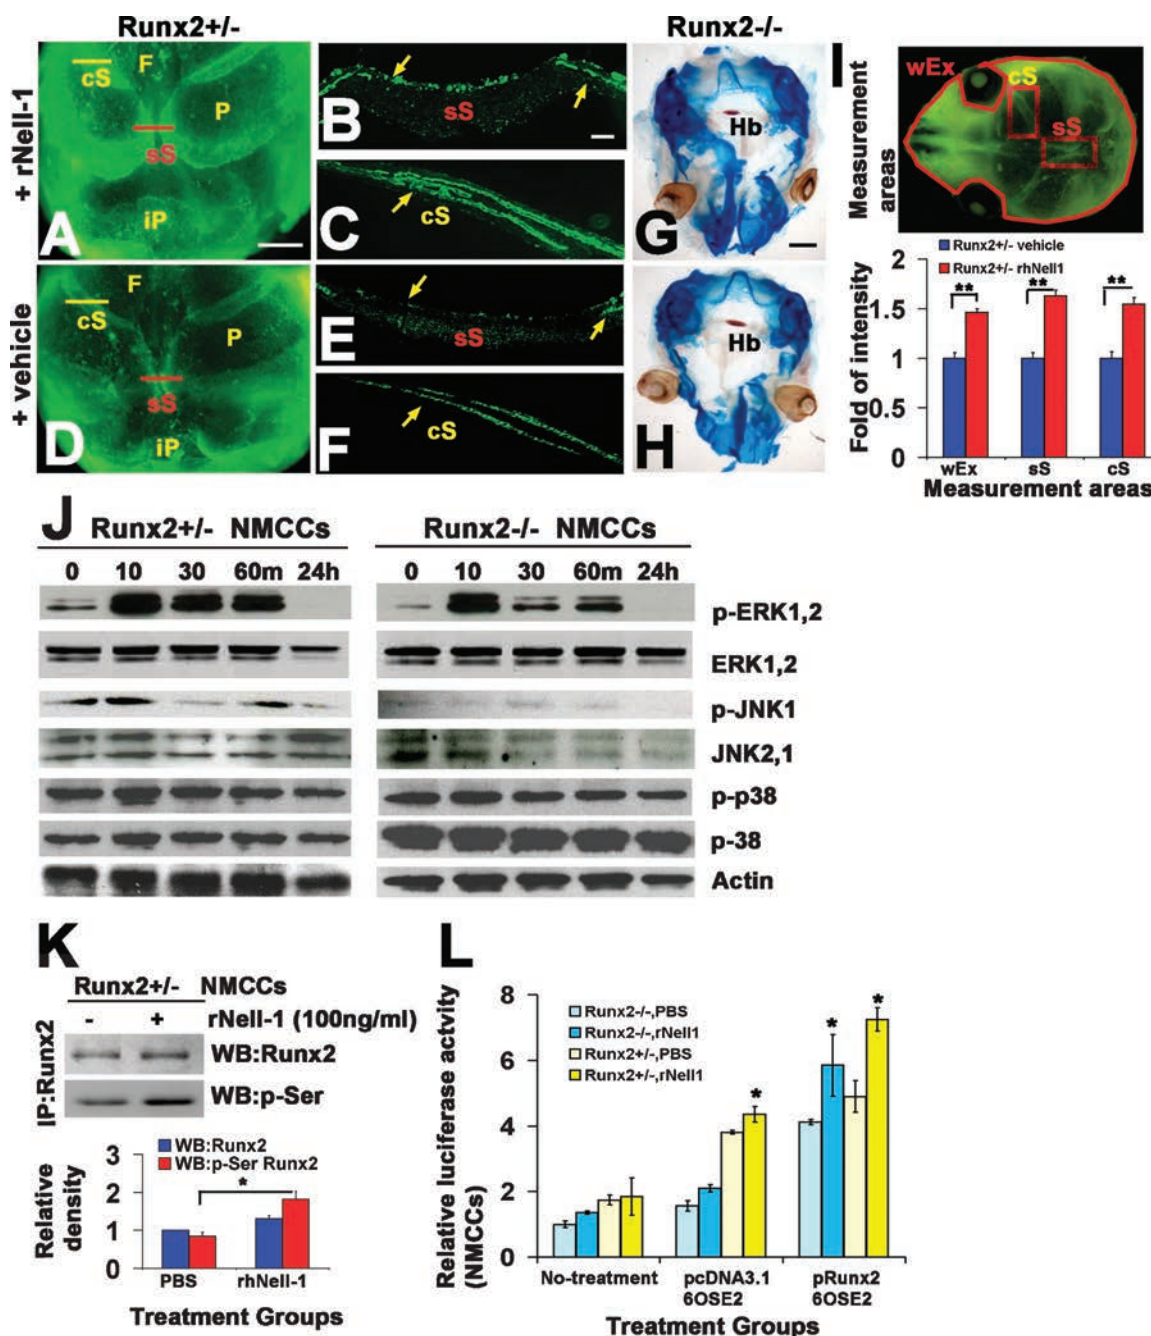 Runx2+/-
Runx2-/-
+ rNell-1
+ vehicle
cS
F
P
sS
iP
A
sS
B
cS
C
Hb
G
I
Measurement
areas
wEx
cS
sS
F
cS
P
sS
iP
D
sS
E
cS
F
Hb
H
Runx2+/- vehicle
Runx2+/- rhNell1
**
**
**
Fold of intensity
2
1.5
1
0.5
0
wEx sS cS
Measurement areas
J
Runx2+/- NMCCs
Runx2-/- NMCCs
0 10 30 60m 24h
0 10 30 60m 24h
p-ERK1,2
ERK1,2
p-JNK1
JNK2,1
p-p38
p-38
Actin
K
Runx2+/- NMCCs
- + rNell-1 (100ng/ml)
IP:Runx2
WB:Runx2
WB:p-Ser
WB:Runx2
WB:p-Ser Runx2
*
Relative
density
3
2
1
0
PBS rhNell-1
Treatment Groups
L
Relative luciferase actvity
(NMCCs)
8
6
4
2
0
Runx2-/-,PBS
Runx2-/-,rNell1
Runx2+/-,PBS
Runx2+/-,rNell1
*
*
*
No-treatment
pcDNA3.1
6OSE2
pRunx2
6OSE2
Treatment Groups